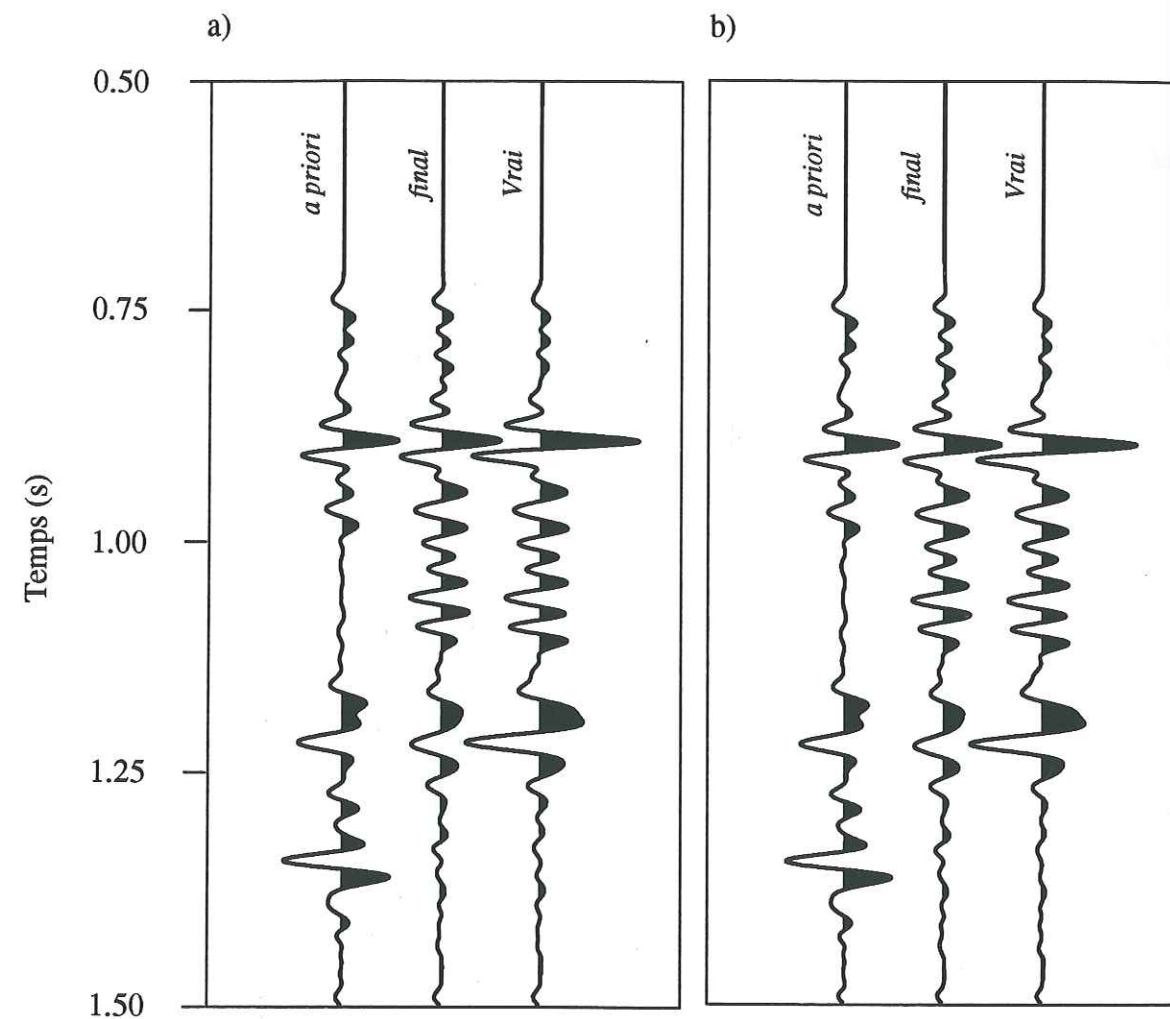 a)
b)
0.50
0.75
1.00
1.25
1.50
Temps (s)
a priori
final
Vrai
a priori
final
Vrai